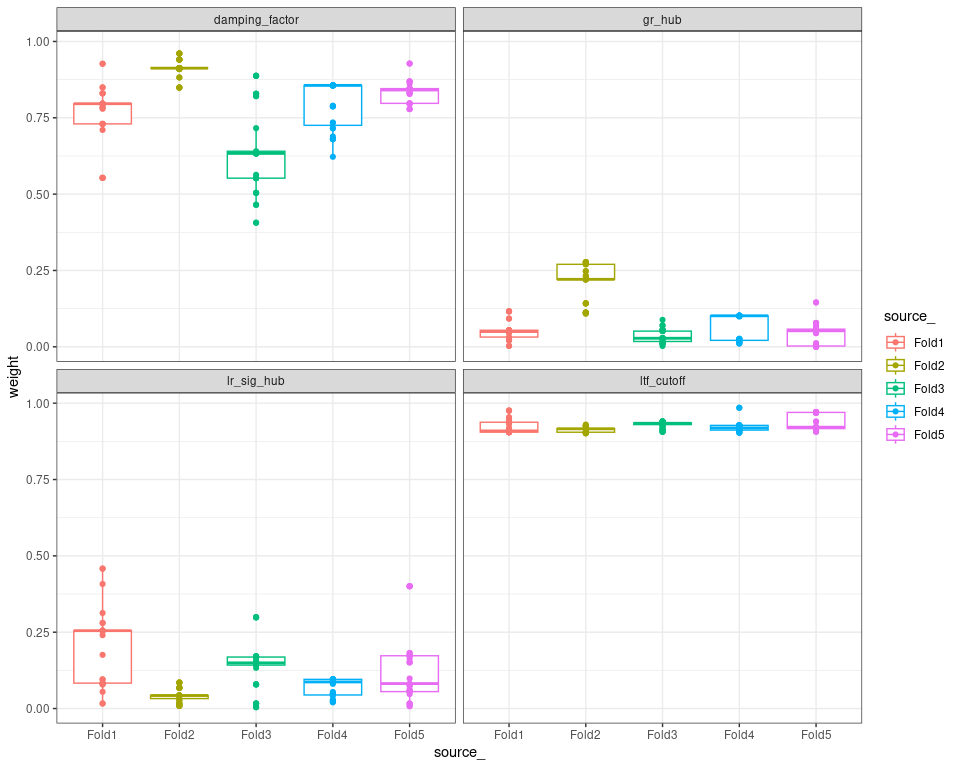 damping_factor
gr_hub
1.00
0.75
0.50
0.25
0.00
lr_sig_hub
ltf_cutoff
1.00
0.75
0.50
0.25
0.00
Fold1 Fold2 Fold3 Fold4 Fold5
Fold1 Fold2 Fold3 Fold4 Fold5
source_
weight
source_
Fold1
Fold2
Fold3
Fold4
Fold5